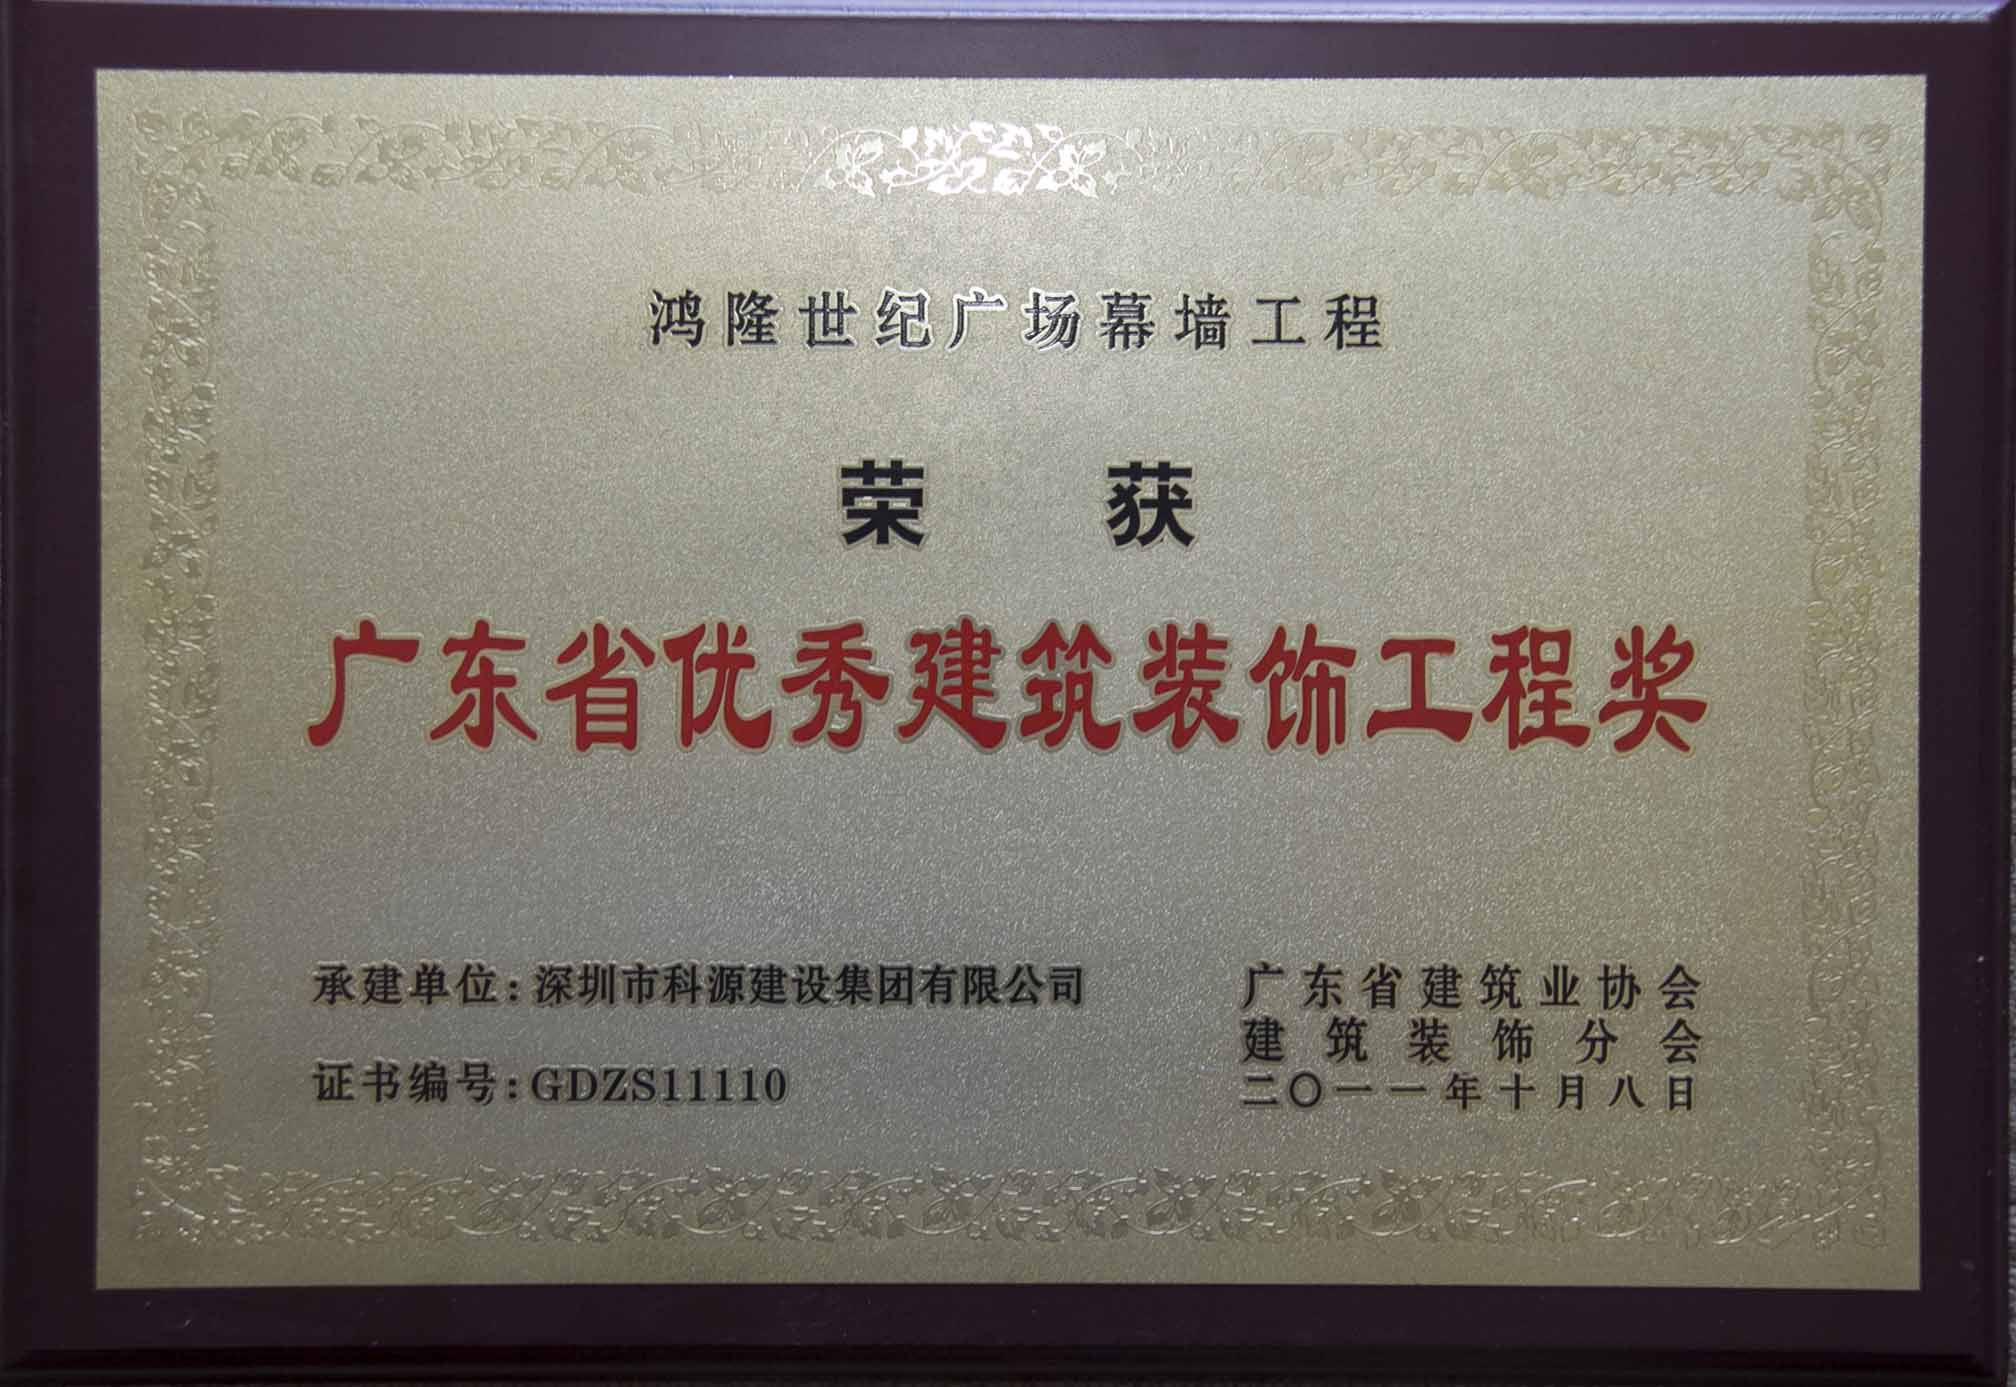 鸿隆世纪广场幕墙工程
荣获
广东省优秀建筑装饰工程奖
承建单位:深圳市科源建设集团有限公司
证书编号:GDZS11110
广东省建筑业协会
建筑装饰分会
二〇一一年十月八日